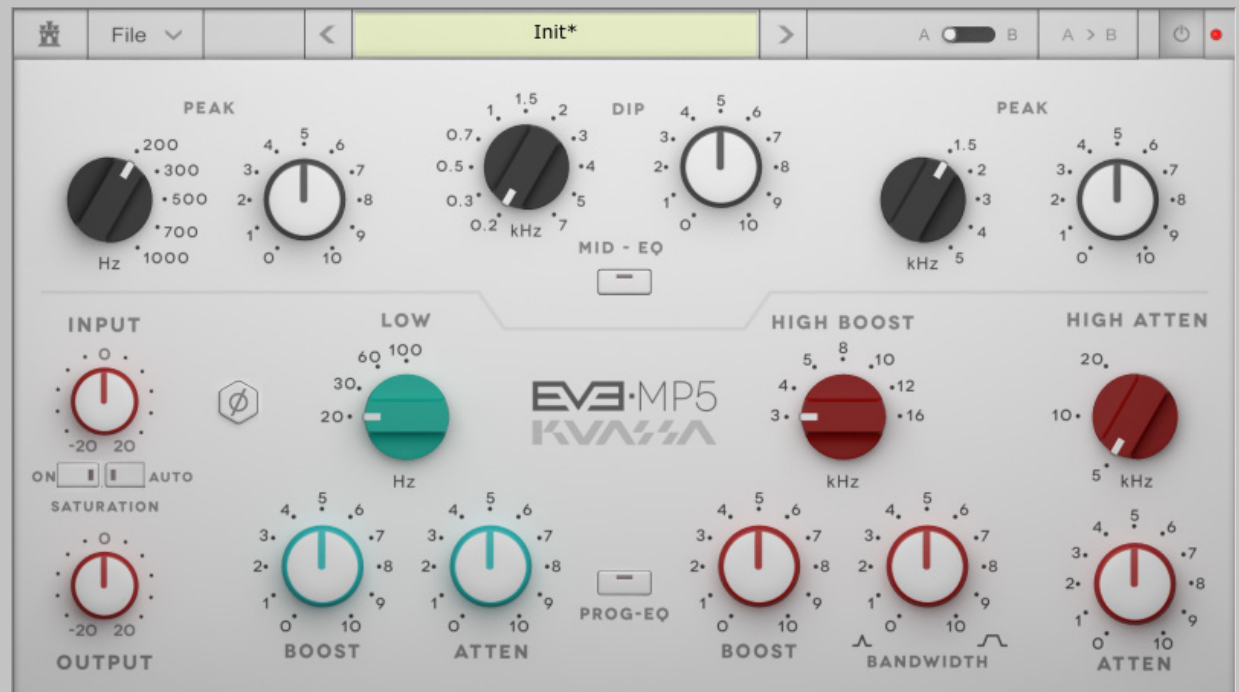 File
Init*
A B
A > B
PEAK
200
300
500
700
1000
Hz
0 1 2 3 4 5 6 7 8 9 10
0.2 0.3 0.5 0.7 1 1.5 2 3 4 5 7
kHz
DIP
0 1 2 3 4 5 6 7 8 9 10
MID - EQ
PEAK
1.5
2
3
4
5
kHz
0 1 2 3 4 5 6 7 8 9 10
INPUT
0
-20 20
ON AUTO
SATURATION
0
-20 20
OUTPUT
LOW
20 30 60 100
Hz
0 1 2 3 4 5 6 7 8 9 10
BOOST
0 1 2 3 4 5 6 7 8 9 10
ATTEN
EVE·MP5
KVASSA
PROG-EQ
HIGH BOOST
3 4 5 8 10 12 16
kHz
0 1 2 3 4 5 6 7 8 9 10
BOOST
0 1 2 3 4 5 6 7 8 9 10
BANDWIDTH
HIGH ATTEN
5 10 20
kHz
0 1 2 3 4 5 6 7 8 9 10
ATTEN